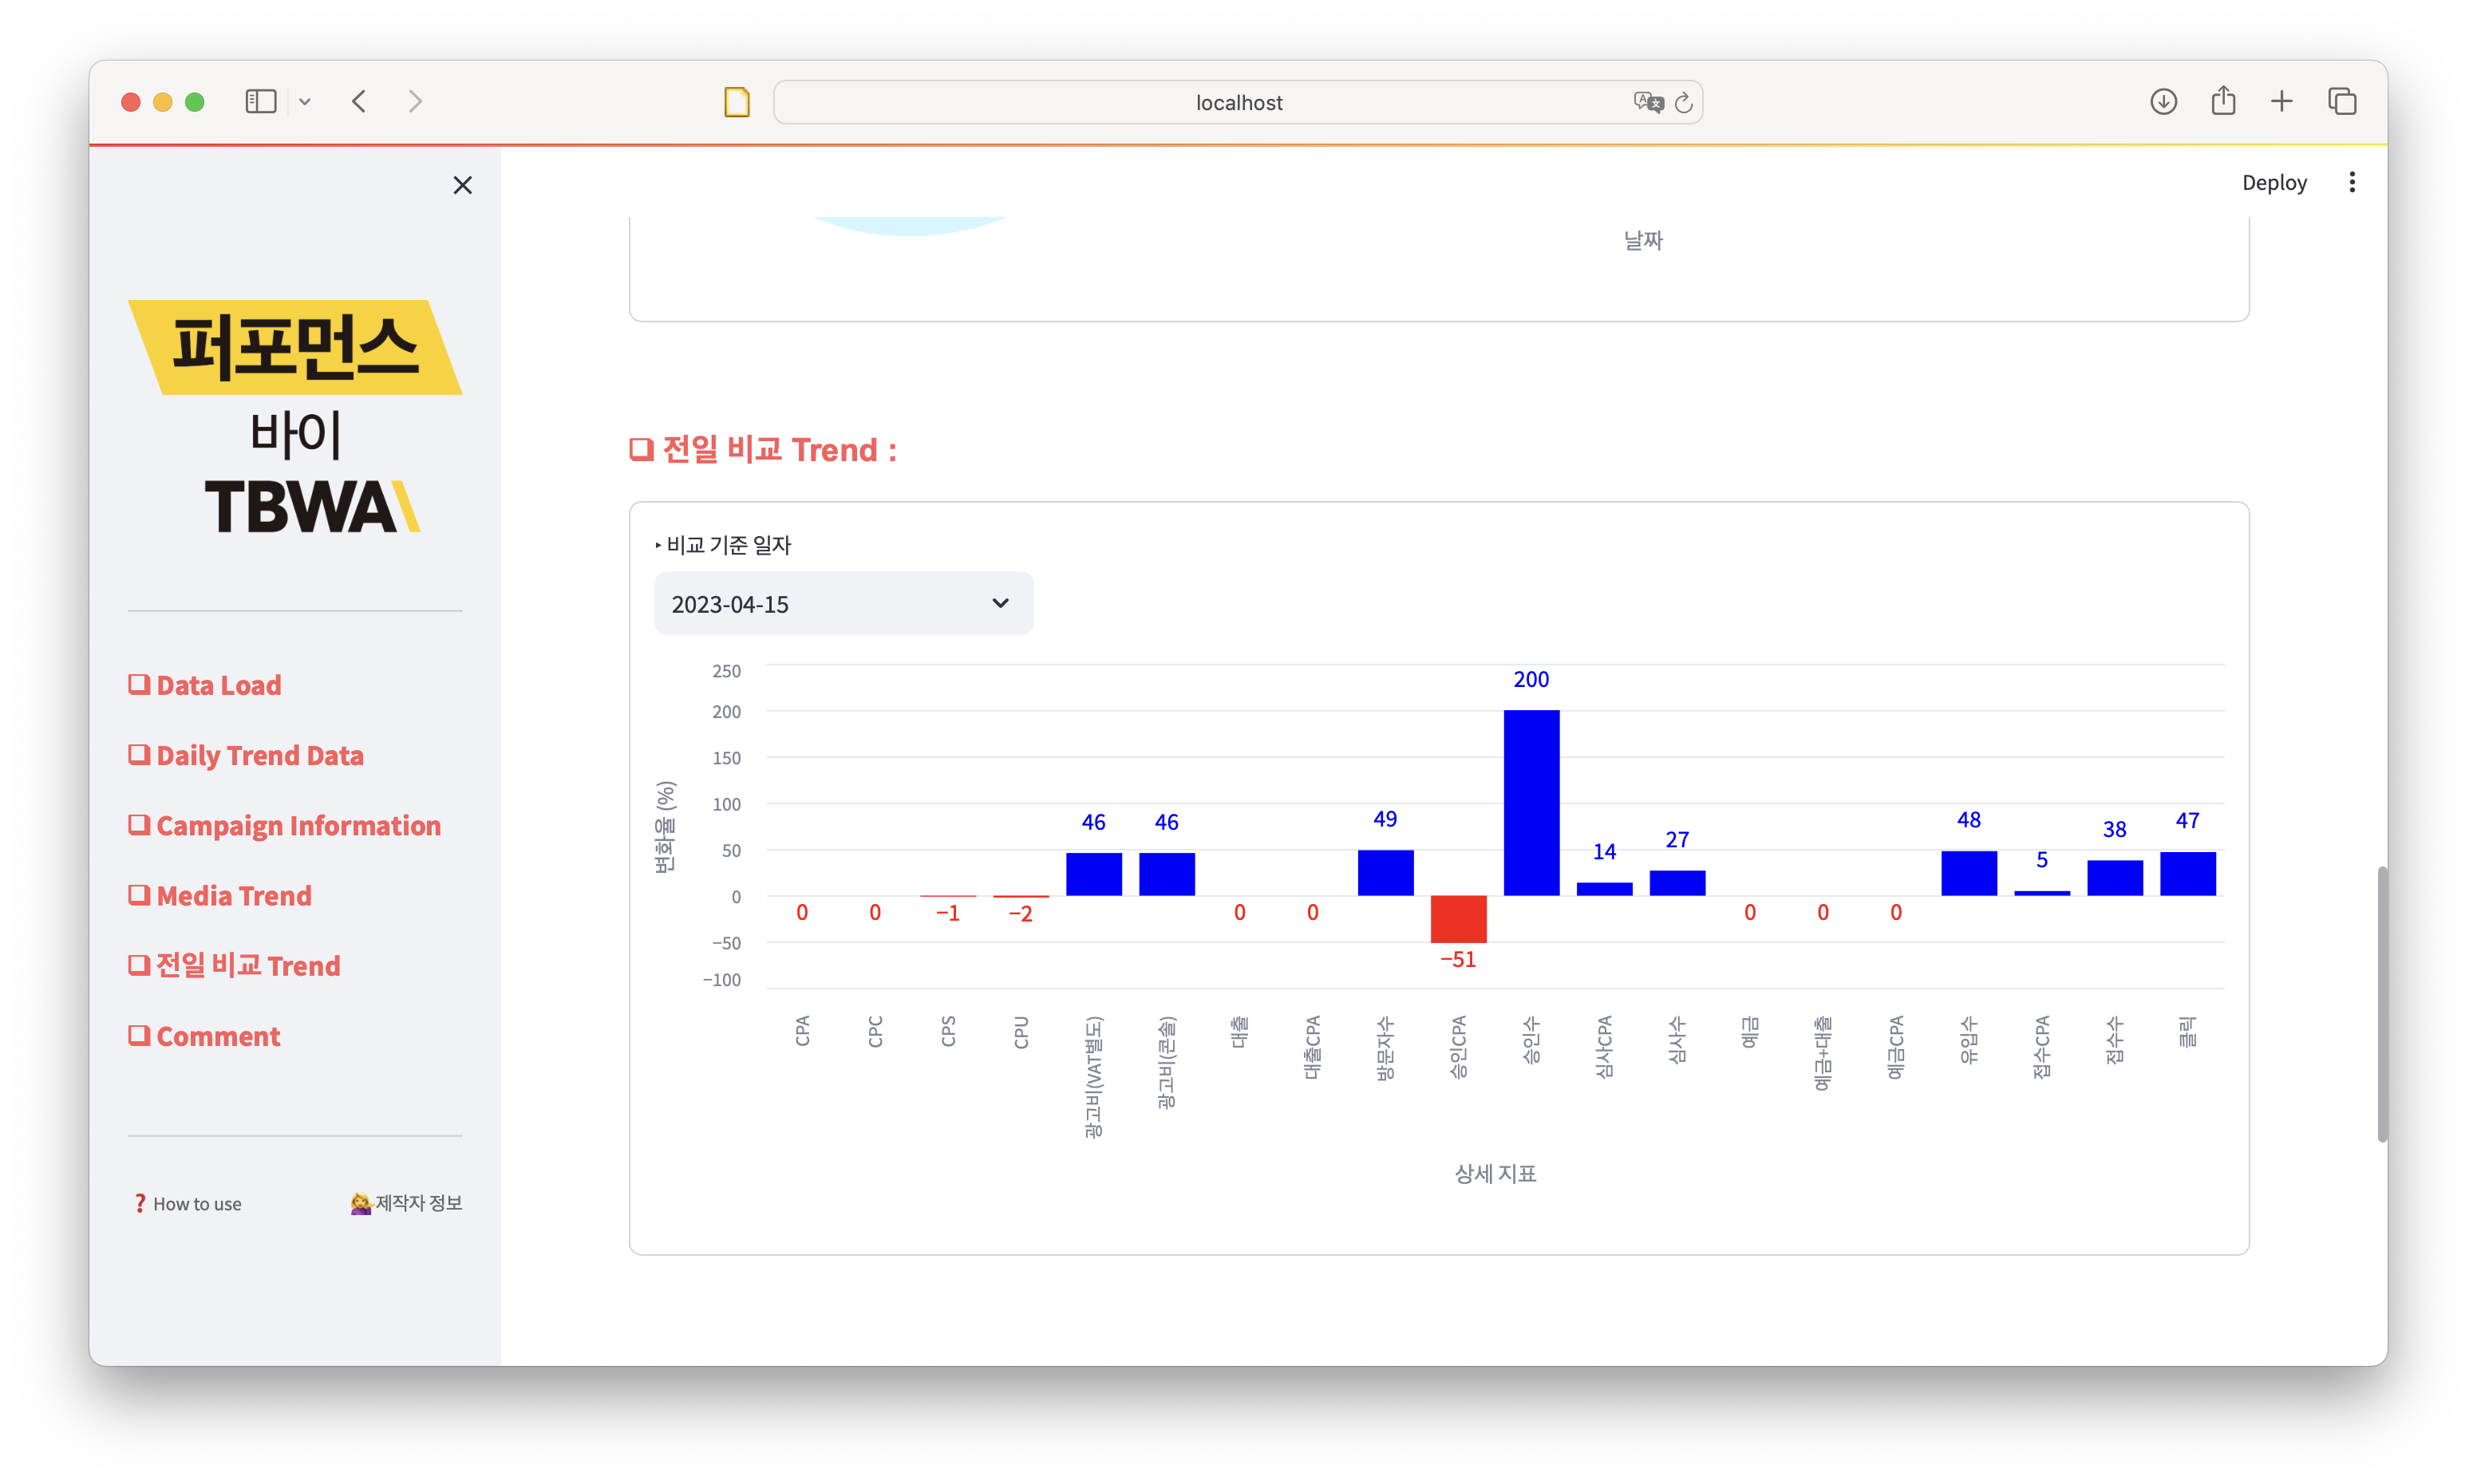 localhost
Deploy
퍼포먼스
바이
TBWA\
❏ Data Load
❏ Daily Trend Data
❏ Campaign Information
❏ Media Trend
❏ 전일 비교 Trend
❏ Comment
❓ How to use
💁‍♀️제작자 정보
날짜
❏ 전일 비교 Trend :
‣ 비교 기준 일자
2023-04-15
변화율 (%)
250
200
150
100
50
0
−50
−100
0
0
−1
−2
46
46
0
0
49
−51
200
14
27
0
0
0
48
5
38
47
CPA
CPC
CPS
CPU
광고비(VAT별도)
광고비(콘솔)
대출
대출CPA
방문자수
승인CPA
승인수
심사CPA
심사수
예금
예금+대출
예금CPA
유입수
접수CPA
접수수
클릭
상세 지표